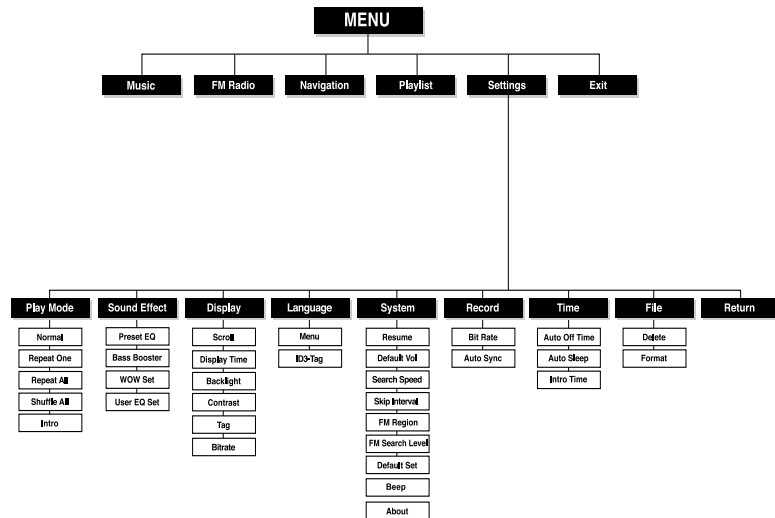 MENU
Music
FM Radio
Navigation
Playlist
Settings
Exit
Play Mode
Normal
Repeat One
Repeat All
Shuffle All
Intro
Sound Effect
Preset EQ
Bass Booster
WOW Set
User EQ Set
Display
Scroll
Display Time
Backlight
Contrast
Tag
Bitrate
Language
Menu
ID3-Tag
System
Resume
Default Vol
Search Speed
Skip Interval
FM Region
FM Search Level
Default Set
Beep
About
Record
Bit Rate
Auto Sync
Time
Auto Off Time
Auto Sleep
Intro Time
File
Delete
Format
Return